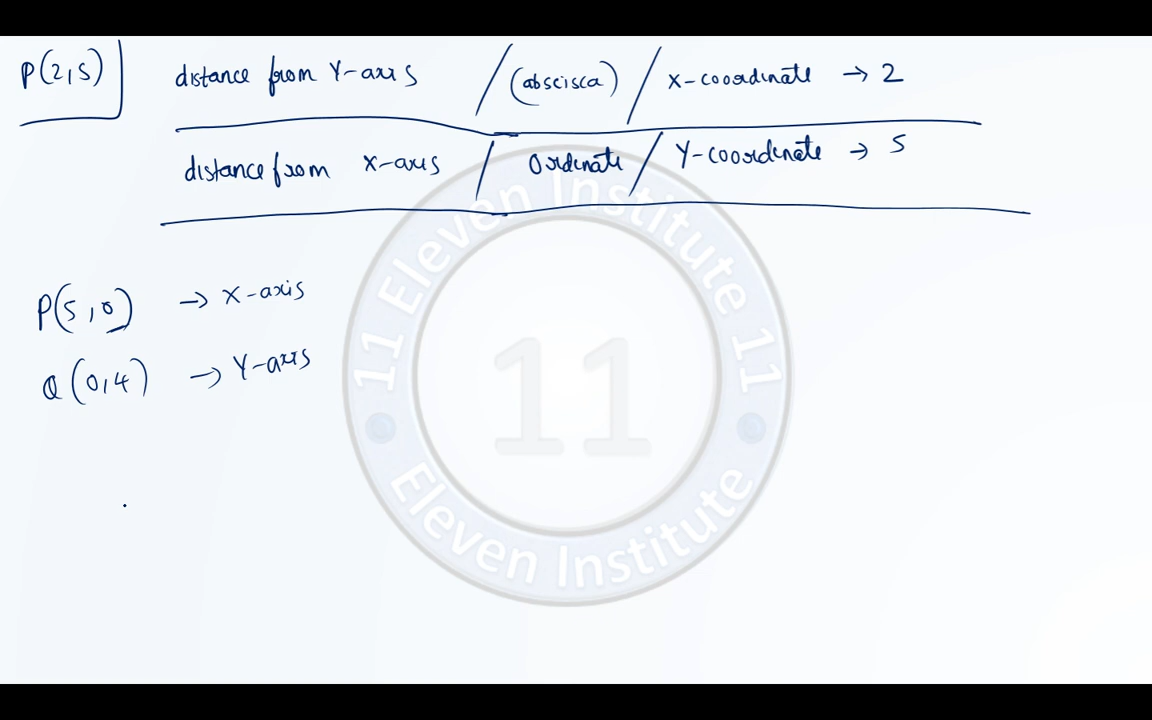 P(2,5) distance from Y-axis / (abscisca) / X-coordinate → 2
distance from X-axis / Ordinate / Y-coordinate → 5
P(5,0) → X-axis
Q(0,4) → Y-axis
11 Eleven Institute 11
11
Eleven Institute